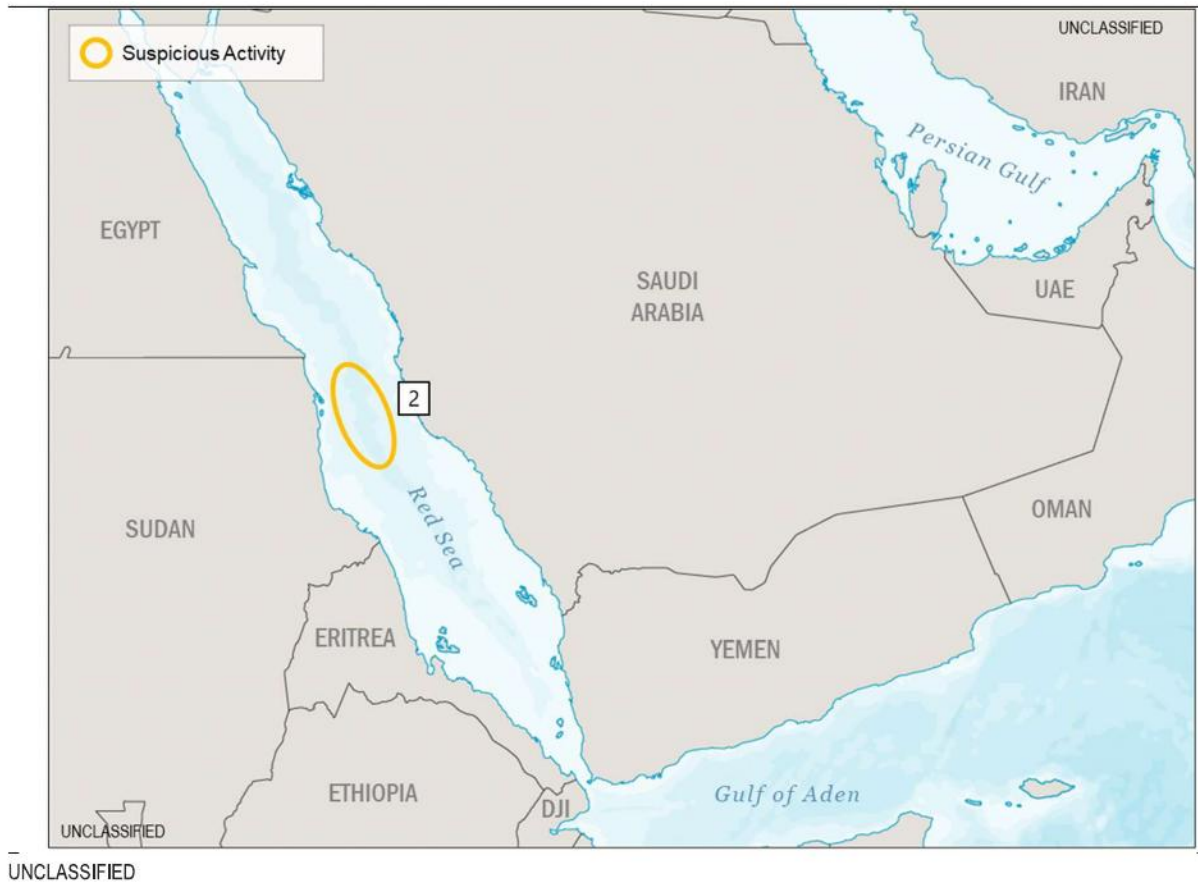 UNCLASSIFIED
Suspicious Activity
IRAN
Persian Gulf
EGYPT
SAUDI
ARABIA
UAE
2
Red Sea
OMAN
SUDAN
ERITREA
YEMEN
ETHIOPIA
DJI
Gulf of Aden
UNCLASSIFIED
UNCLASSIFIED